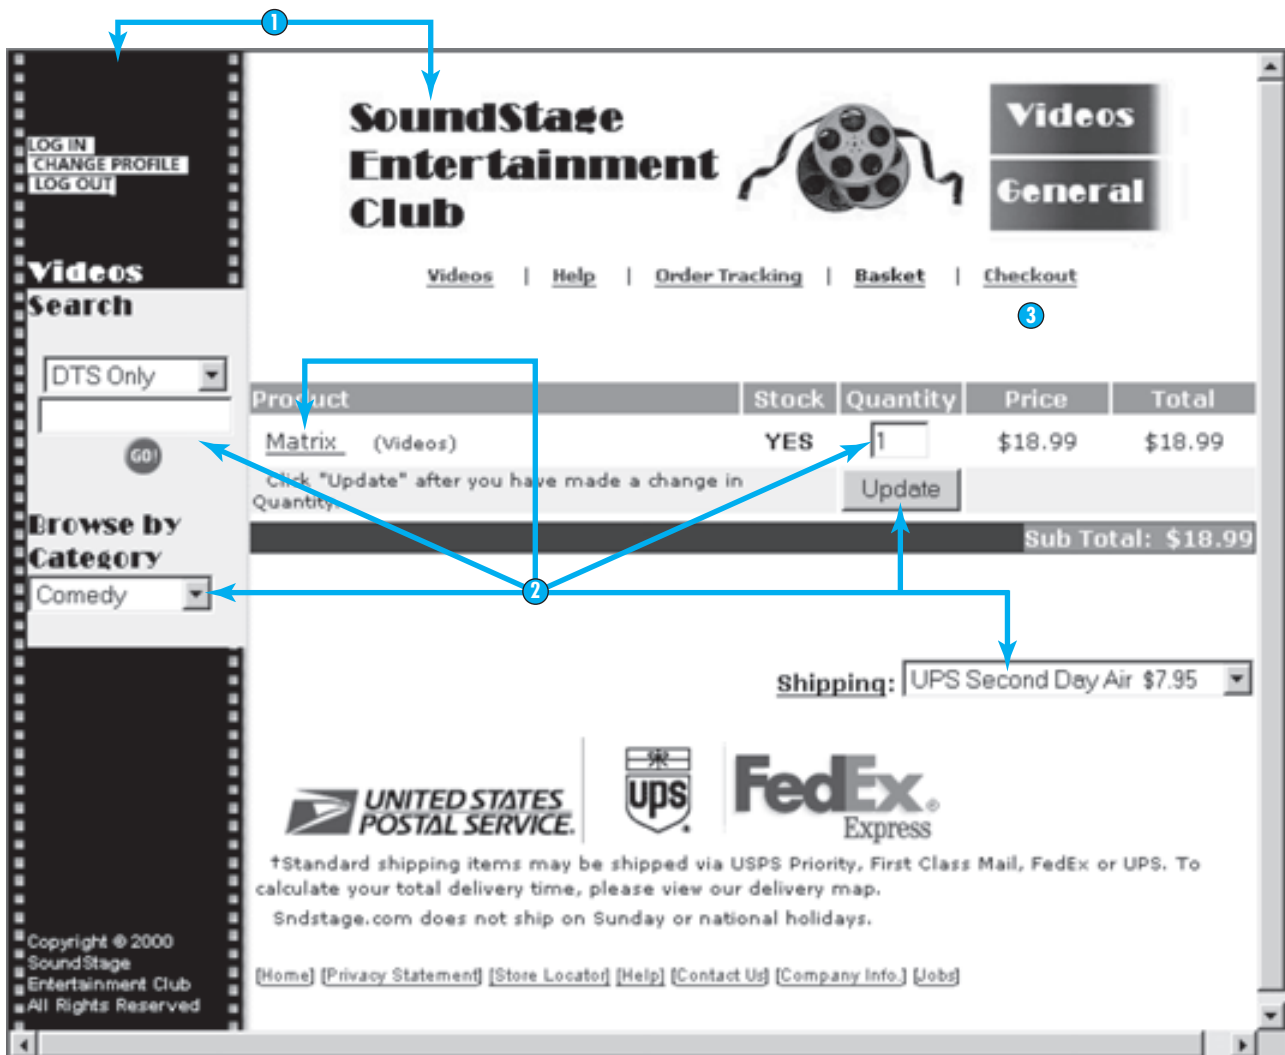 1
SoundStage
Entertainment
Club
Videos
General
LOG IN
CHANGE PROFILE
LOG OUT
Videos | Help | Order Tracking | Basket | Checkout
3
Videos
Search
DTS Only
GO!
Product Stock Quantity Price Total
Matrix (Videos) YES 1 $18.99 $18.99
Click "Update" after you have made a change in
Quantity.
Update
Sub Total: $18.99
Browse by
Category
Comedy
2
Shipping: UPS Second Day Air $7.95
UNITED STATES
POSTAL SERVICE.
ups
FedEx
Express
†Standard shipping items may be shipped via USPS Priority, First Class Mail, FedEx or UPS. To
calculate your total delivery time, please view our delivery map.
Sndstage.com does not ship on Sunday or national holidays.
Copyright © 2000
SoundStage
Entertainment Club
All Rights Reserved
[Home] [Privacy Statement] [Store Locator] [Help] [Contact Us] [Company Info.] [Jobs]